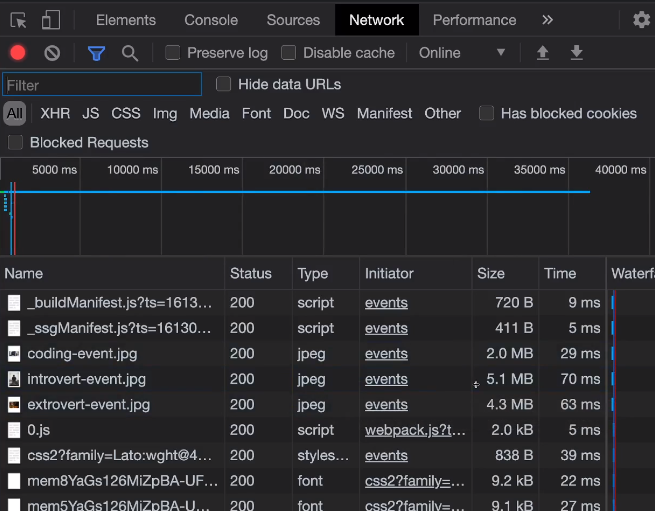 Elements Console Sources Network Performance »
Preserve log Disable cache Online ▼
Filter Hide data URLs
All XHR JS CSS Img Media Font Doc WS Manifest Other Has blocked cookies
Blocked Requests
5000 ms 10000 ms 15000 ms 20000 ms 25000 ms 30000 ms 35000 ms 40000 ms
Name Status Type Initiator Size Time Waterf
_buildManifest.js?ts=1613... 200 script events 720 B 9 ms
_ssgManifest.js?ts=16130... 200 script events 411 B 5 ms
coding-event.jpg 200 jpeg events 2.0 MB 29 ms
introvert-event.jpg 200 jpeg events 5.1 MB 70 ms
extrovert-event.jpg 200 jpeg events 4.3 MB 63 ms
0.js 200 script webpack.js?t... 2.0 kB 5 ms
css2?family=Lato:wght@4... 200 styles... events 838 B 39 ms
mem8YaGs126MiZpBA-UF... 200 font css2?family=... 9.2 kB 22 ms
mem5YaGs126MiZpBA-U... 200 font css2?family=... 9.1 kB 27 ms